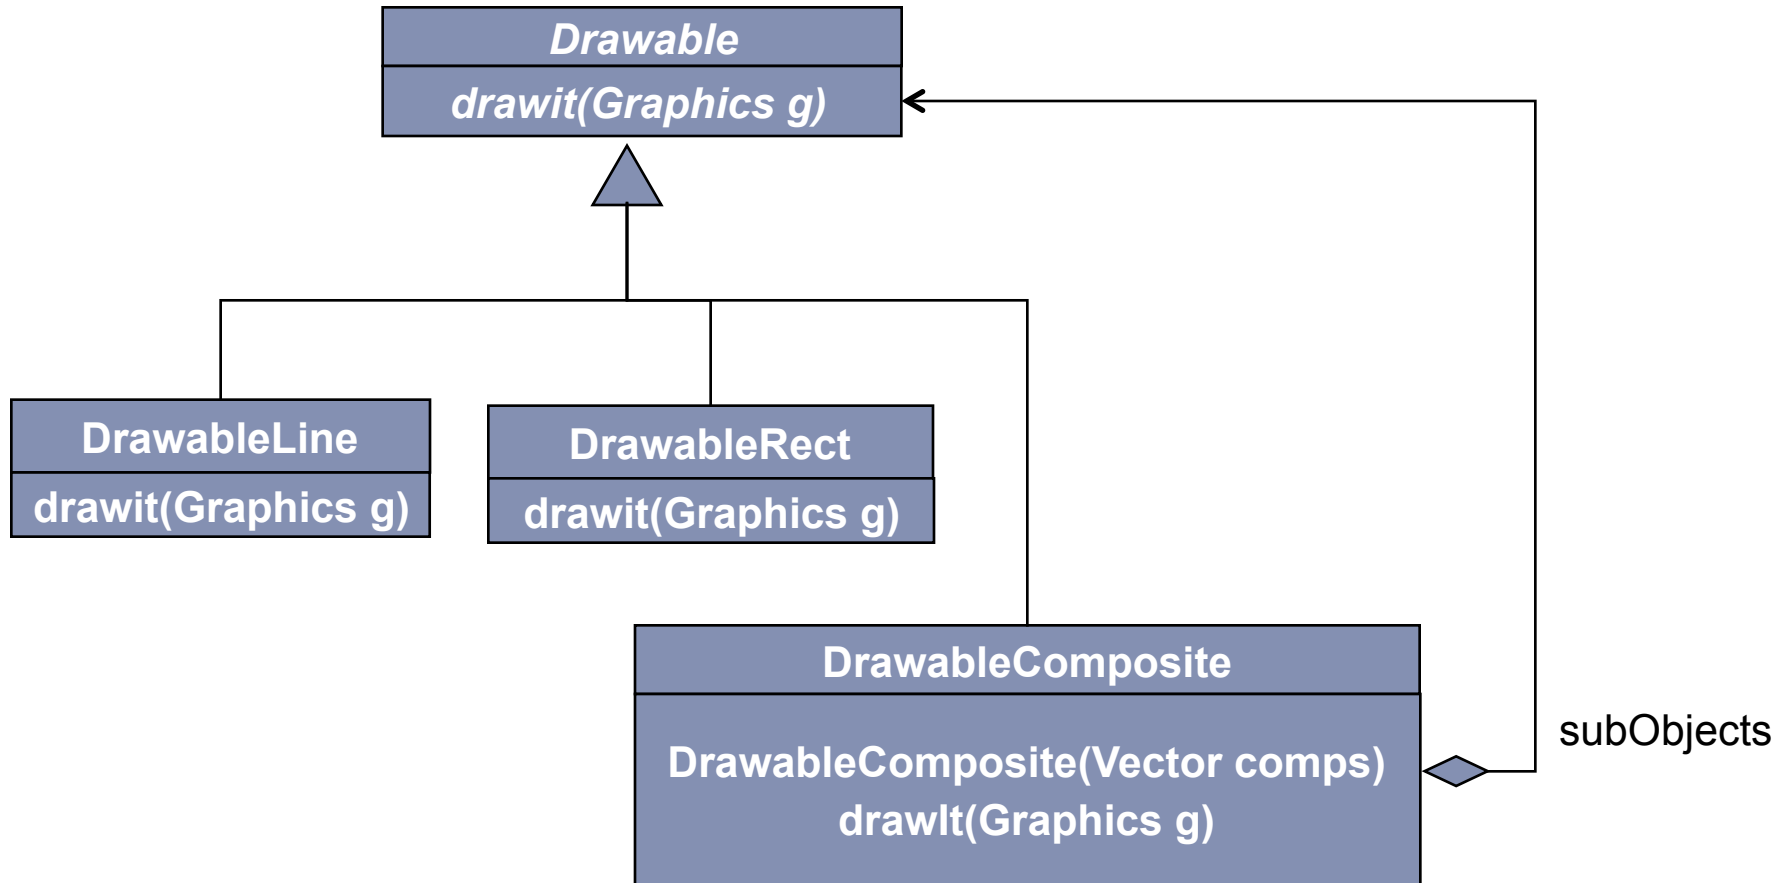 Drawable
drawit(Graphics g)
DrawableLine
drawit(Graphics g)
DrawableRect
drawit(Graphics g)
DrawableComposite
DrawableComposite(Vector comps)
drawIt(Graphics g)
subObjects